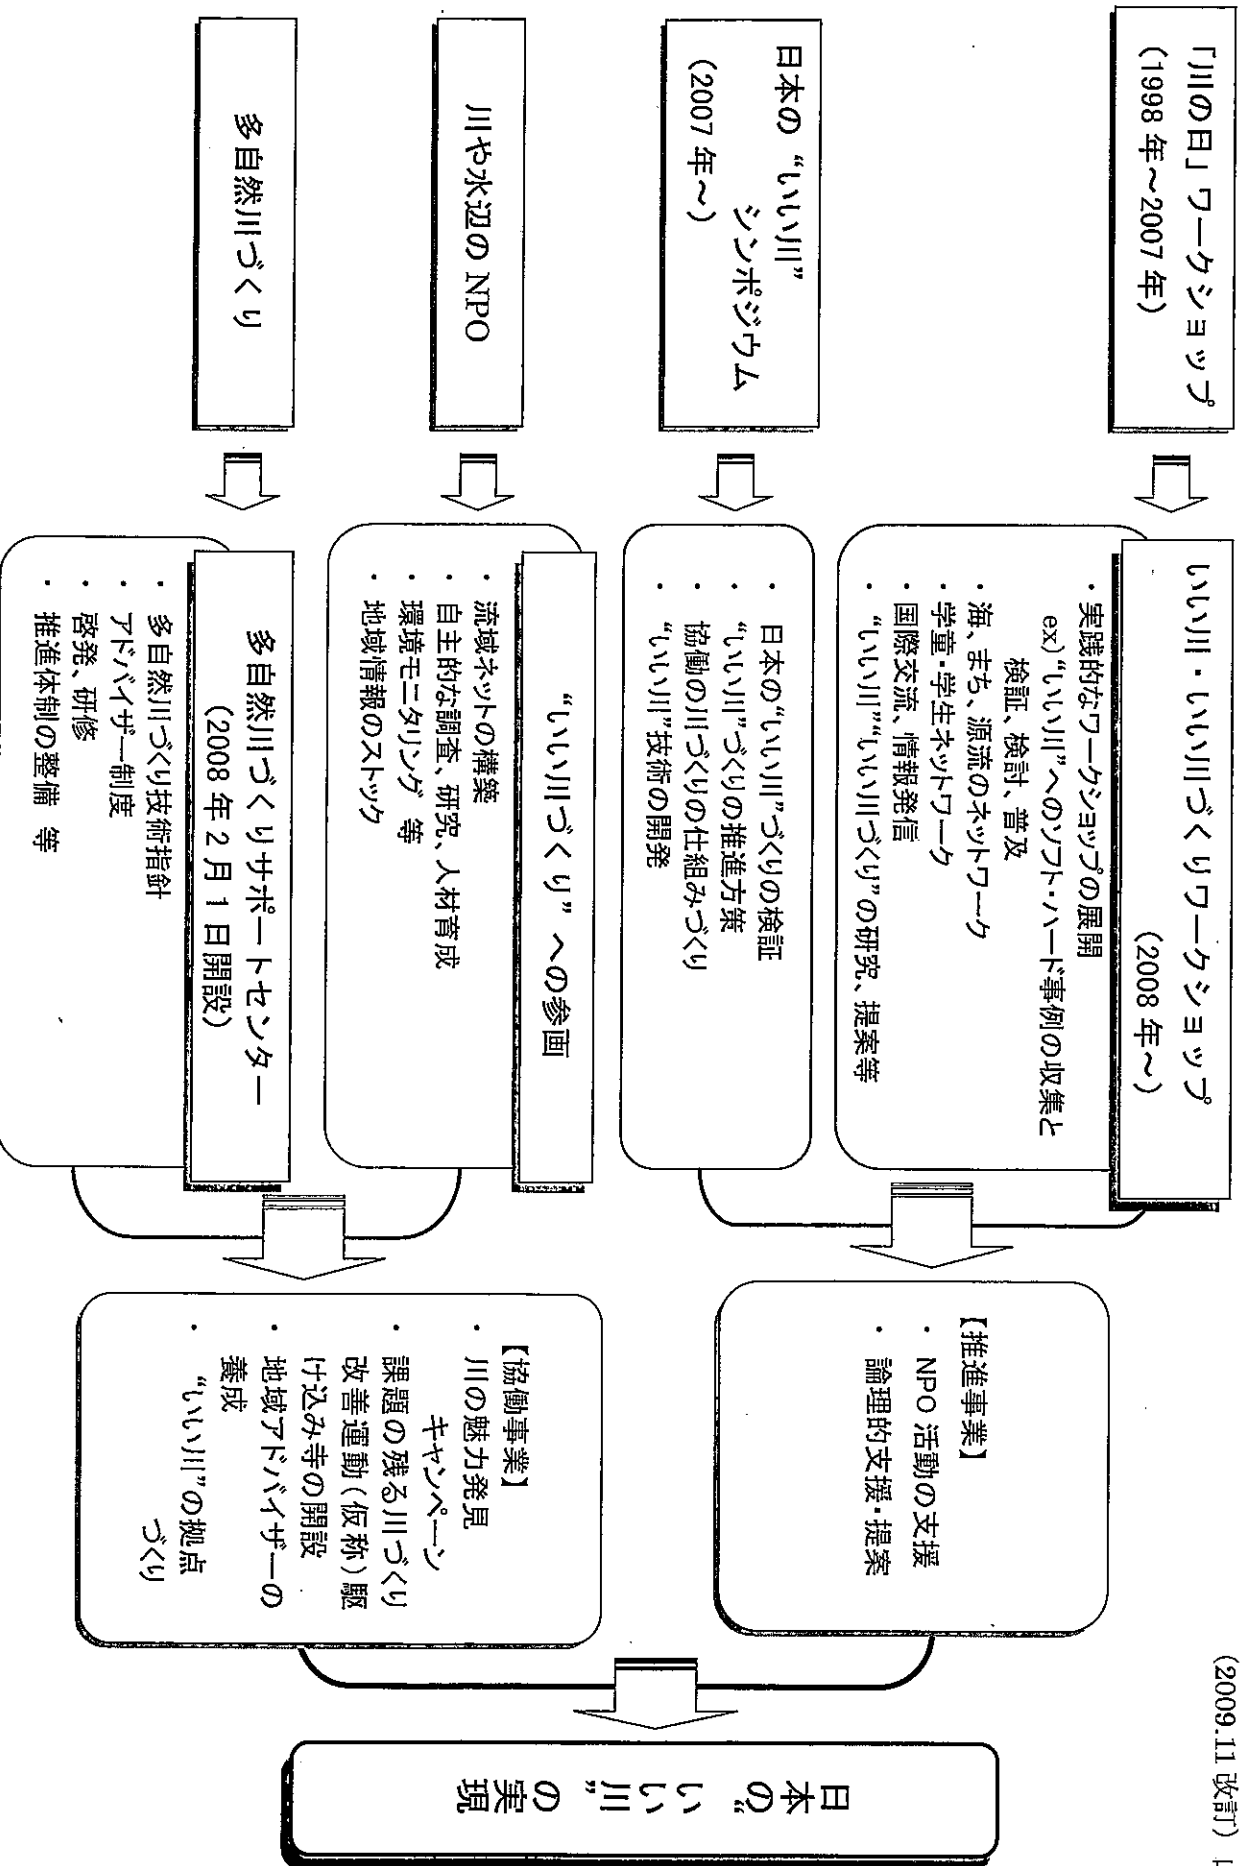 (2009.11 改訂)
「川の日」ワークショップ
(1998 年～2007 年)
いい川・いい川づくりワークショップ
(2008 年～)
・実践的なワークショップの展開
ex)“いい川”へのソフト・ハード事例の収集と
検証、検討、普及
・海、まち、源流のネットワーク
・学童・学生ネットワーク
・国際交流、情報発信
・“いい川”“いい川づくり”の研究、提案等
日本の“いい川”
シンポジウム
(2007 年～)
・日本の“いい川”づくりの検証
・“いい川”づくりの推進方策
・協働の川づくりの仕組みづくり
・“いい川”技術の開発
【推進事業】
・NPO 活動の支援
・論理的支援・提案
川や水辺の NPO
“いい川づくり”への参画
・流域ネットの構築
・自主的な調査、研究、人材育成
・環境モニタリング 等
・地域情報のストック
多自然川づくり
多自然川づくりサポートセンター
(2008 年 2 月 1 日開設)
・多自然川づくり技術指針
・アドバイザー制度
・啓発、研修
・推進体制の整備 等
【協働事業】
・川の魅力発見
キャンペーン
・課題の残る川づくり
改善運動(仮称)駆
け込み寺の開設
・地域アドバイザーの
養成
・“いい川”の拠点
づくり
日本の“いい川”の実現